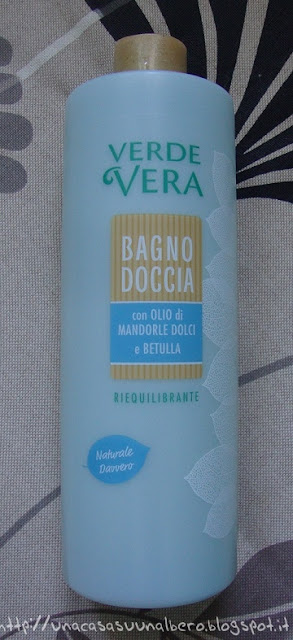 VERDE
VERA
BAGNO
DOCCIA
con OLIO di
MANDORLE DOLCI
e BETULLA
RIEQUILIBRANTE
Naturale
Davvero
http://unacasasuunalbero.blogspot.it